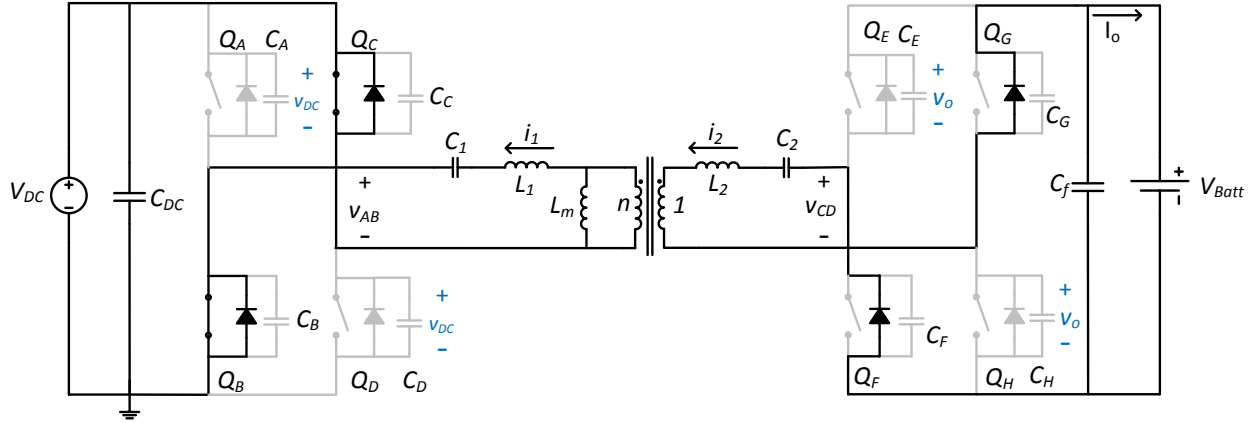 Q_A C_A Q_C Q_E C_E Q_G I_o
+ +
v_DC C_C v_o C_G
− −
C_1 i_1 i_2 C_2
V_DC + − C_DC + v_AB − L_1 L_m n 1 L_2 + v_CD − C_f + − V_Batt
+ +
C_B v_DC C_F v_o
− −
Q_B Q_D C_D Q_F Q_H C_H